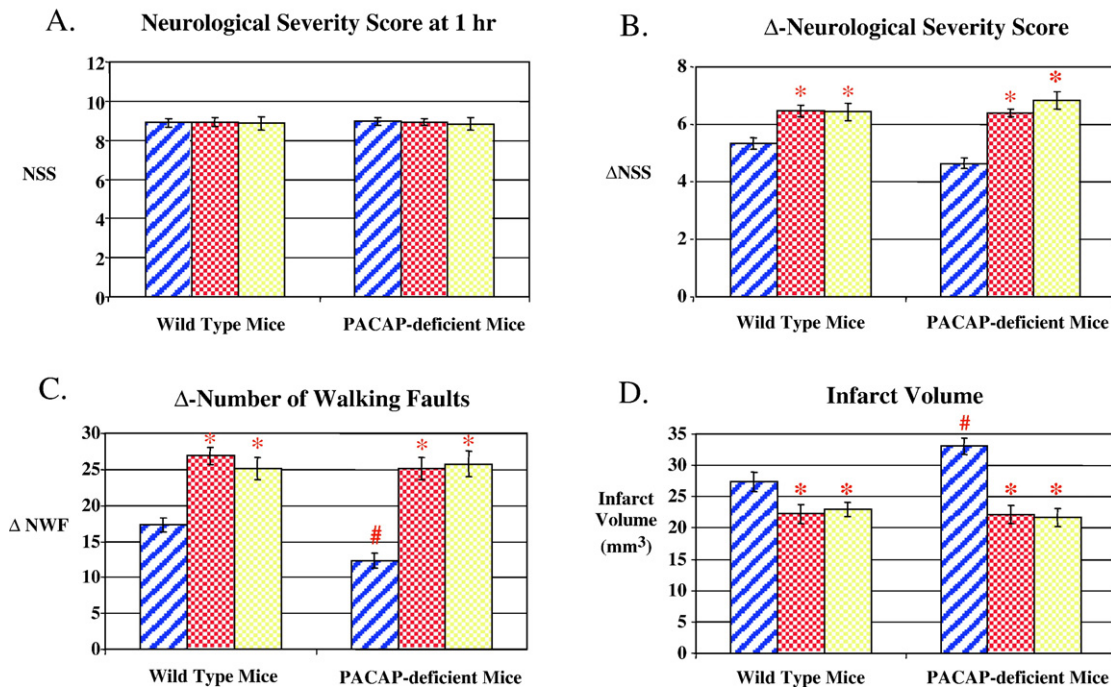 A.
Neurological Severity Score at 1 hr
12
10
8
6
4
2
0
NSS
Wild Type Mice
PACAP-deficient Mice
B.
Δ-Neurological Severity Score
8
6
4
2
0
ΔNSS
* * * *
Wild Type Mice
PACAP-deficient Mice
C.
Δ-Number of Walking Faults
30
25
20
15
10
5
0
Δ NWF
* * # * *
Wild Type Mice
PACAP-deficient Mice
D.
Infarct Volume
35
30
25
20
15
10
5
0
Infarct
Volume
(mm³)
* * # * *
Wild Type Mice
PACAP-deficient Mice